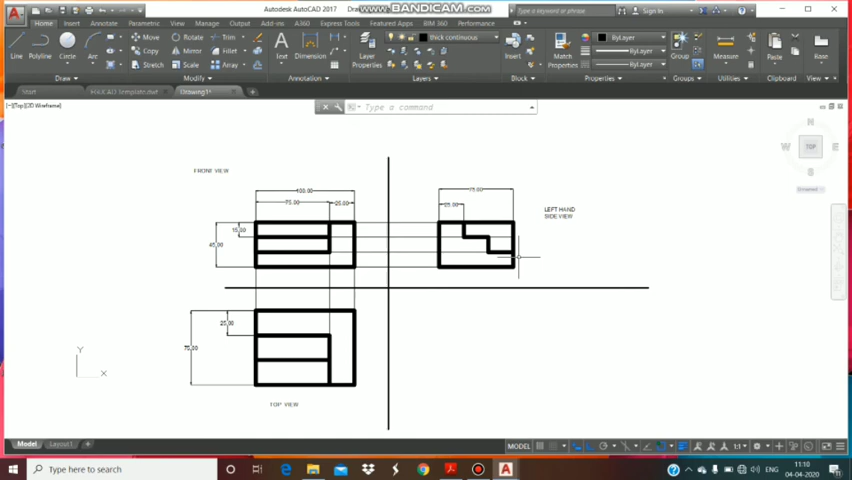 Autodesk AutoCAD 2017
www.BANDICAM.com
Type a keyword or phrase
Sign In
Home Insert Annotate Parametric View Manage Output Add-ins A360 Express Tools Featured Apps BIM 360 Performance
Line Polyline Circle Arc
Move Rotate Trim
Copy Mirror Fillet
Stretch Scale Array
Text Dimension
Layer Properties
thick continuous
Insert
Match Properties
ByLayer
ByLayer
ByLayer
Group
Measure
Paste
Base
Draw Modify Annotation Layers Block Properties Groups Utilities Clipboard View
Start
Drawing1*
[−][Top][2D Wireframe]
Type a command
N
W TOP E
S
Unnamed
FRONT VIEW
100.00
75.00
25.00
15.00
45.00
75.00
25.00
LEFT HAND
SIDE VIEW
25.00
75.00
TOP VIEW
Y
X
Model Layout1
MODEL
1:1
Type here to search
ENG
11:10
04-04-2020